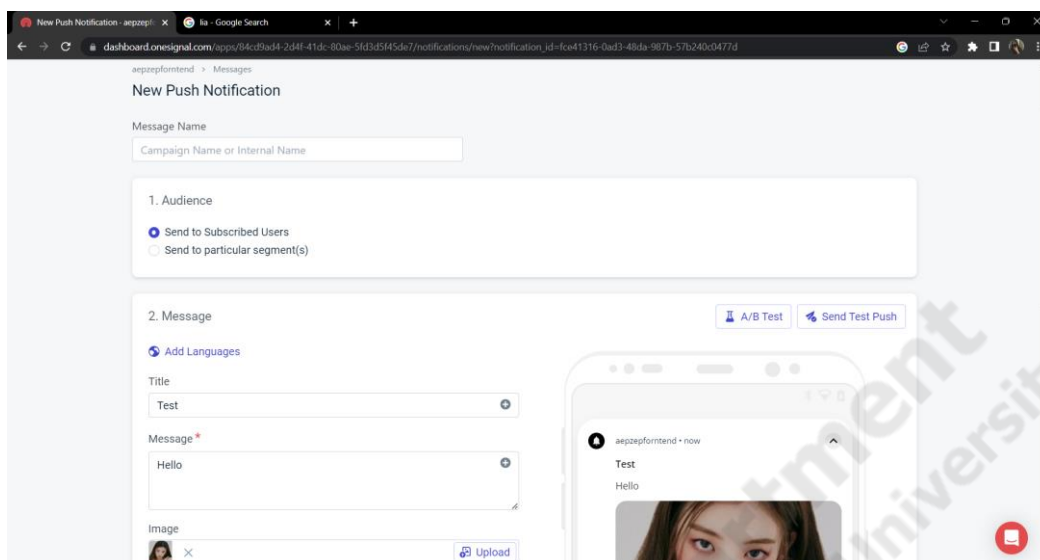 New Push Notification - aepzepfo
lia - Google Search
dashboard.onesignal.com/apps/84cd9ad4-2d4f-41dc-80ae-5fd3d5f45de7/notifications/new?notification_id=fce41316-0ad3-48da-987b-57b240c0477d
aepzepforntend > Messages
New Push Notification
Message Name
Campaign Name or Internal Name
1. Audience
Send to Subscribed Users
Send to particular segment(s)
2. Message
A/B Test
Send Test Push
Add Languages
Title
Test
Message *
Hello
aepzepforntend • now
Test
Hello
Image
Upload